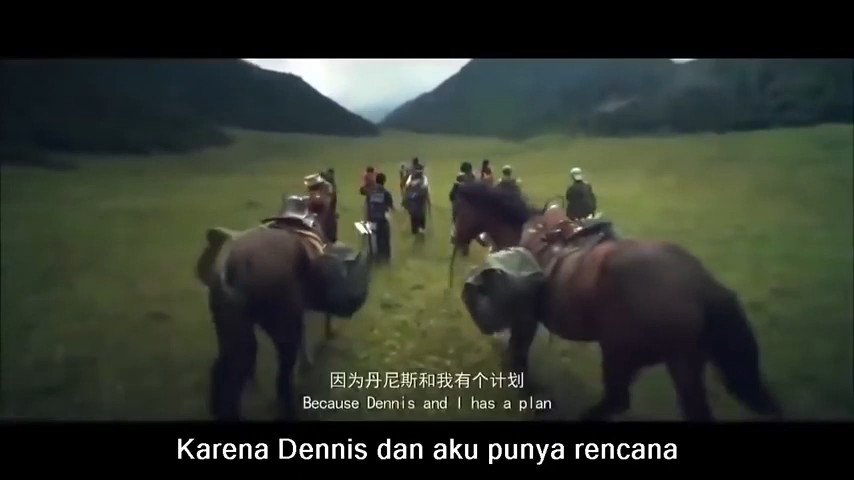 因为丹尼斯和我有个计划
Because Dennis and I has a plan
Karena Dennis dan aku punya rencana